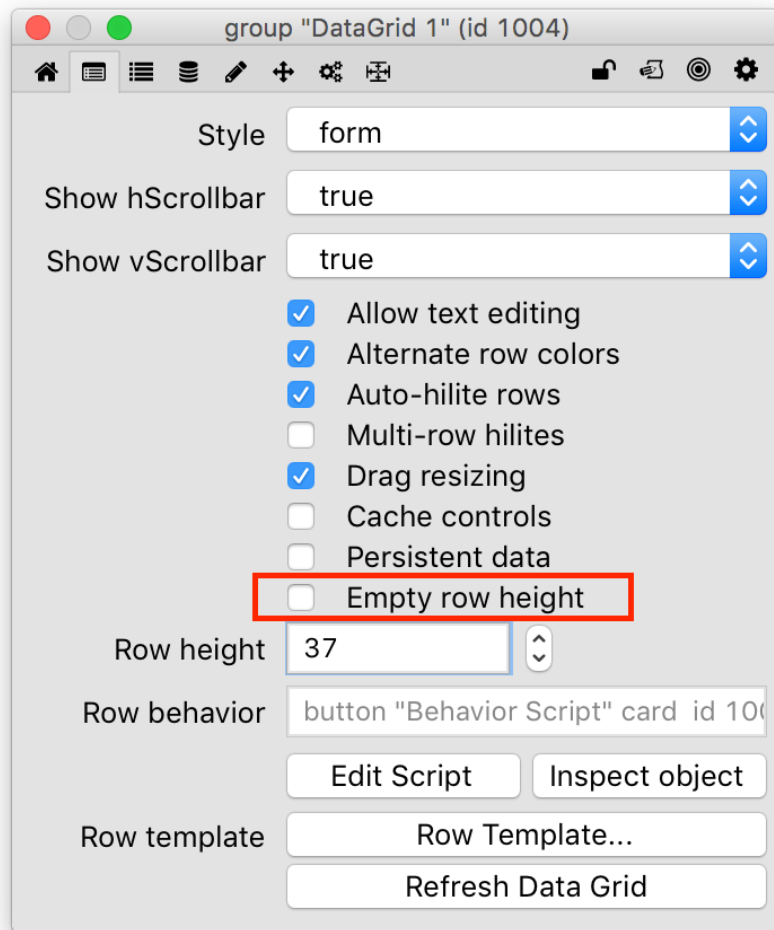 group "DataGrid 1" (id 1004)
Style form
Show hScrollbar true
Show vScrollbar true
Allow text editing
Alternate row colors
Auto-hilite rows
Multi-row hilites
Drag resizing
Cache controls
Persistent data
Empty row height
Row height 37
Row behavior button "Behavior Script" card id 100
Edit Script Inspect object
Row template Row Template...
Refresh Data Grid